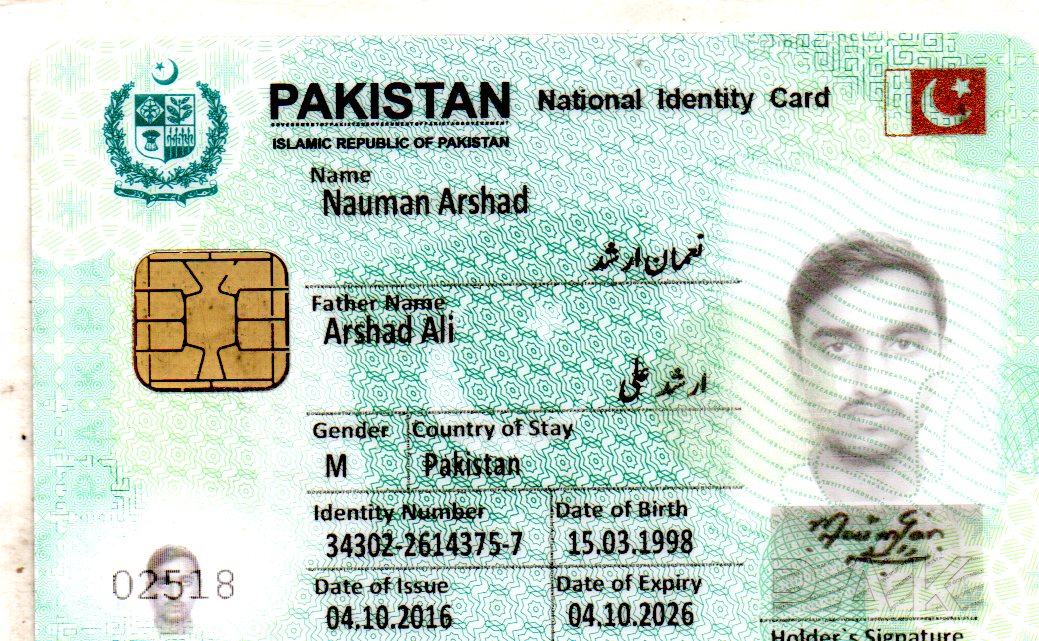 PAKISTAN National Identity Card
ISLAMIC REPUBLIC OF PAKISTAN
Name
Nauman Arshad
نعمان ارشد
Father Name
Arshad Ali
ارشد علی
Gender Country of Stay
M Pakistan
Identity Number Date of Birth
34302-2614375-7 15.03.1998
Date of Issue Date of Expiry
04.10.2016 04.10.2026
02518
Nauman
Holder's Signature